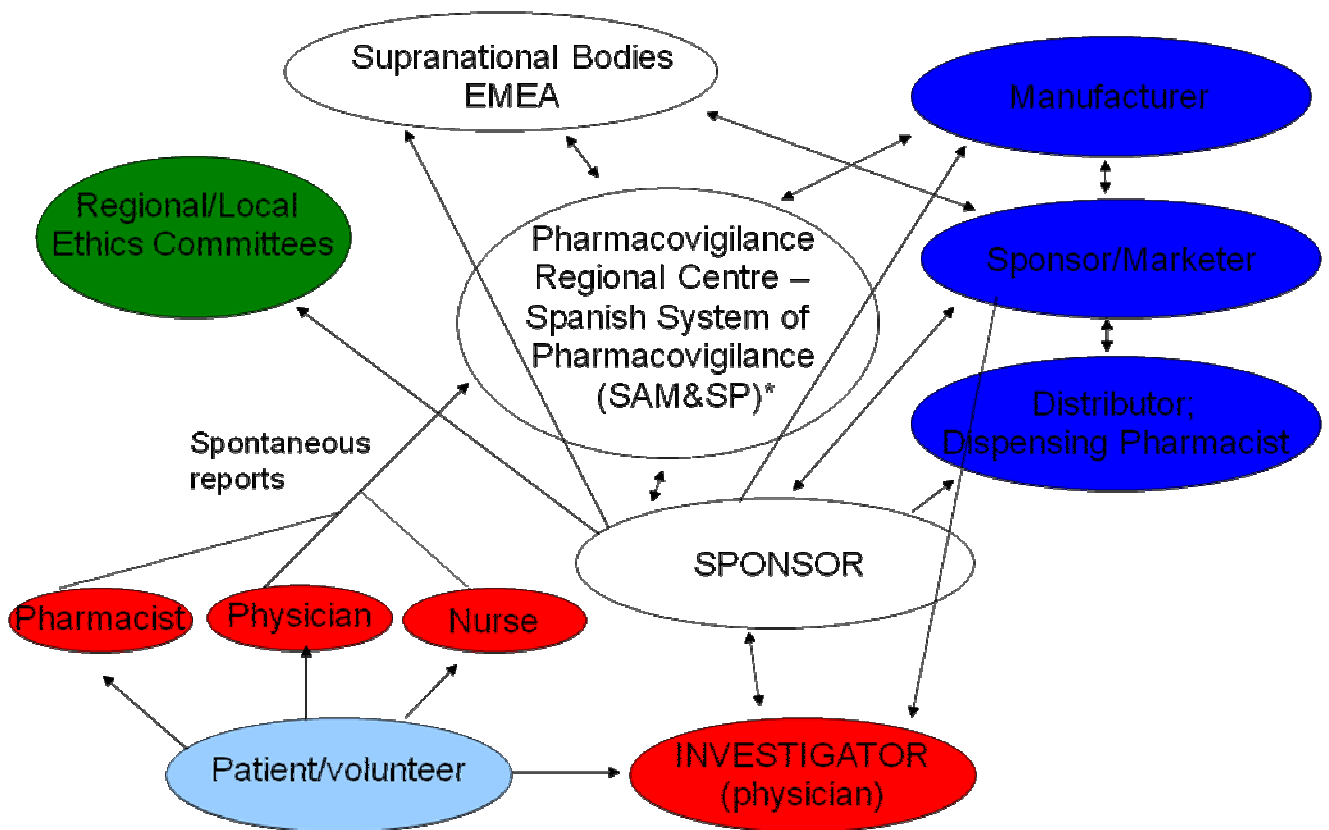 Supranational Bodies
EMEA
Manufacturer
Regional/Local
Ethics Committees
Pharmacovigilance
Regional Centre –
Spanish System of
Pharmacovigilance
(SAM&SP)*
Sponsor/Marketer
Distributor;
Dispensing Pharmacist
Spontaneous
reports
SPONSOR
Pharmacist
Physician
Nurse
Patient/volunteer
INVESTIGATOR
(physician)